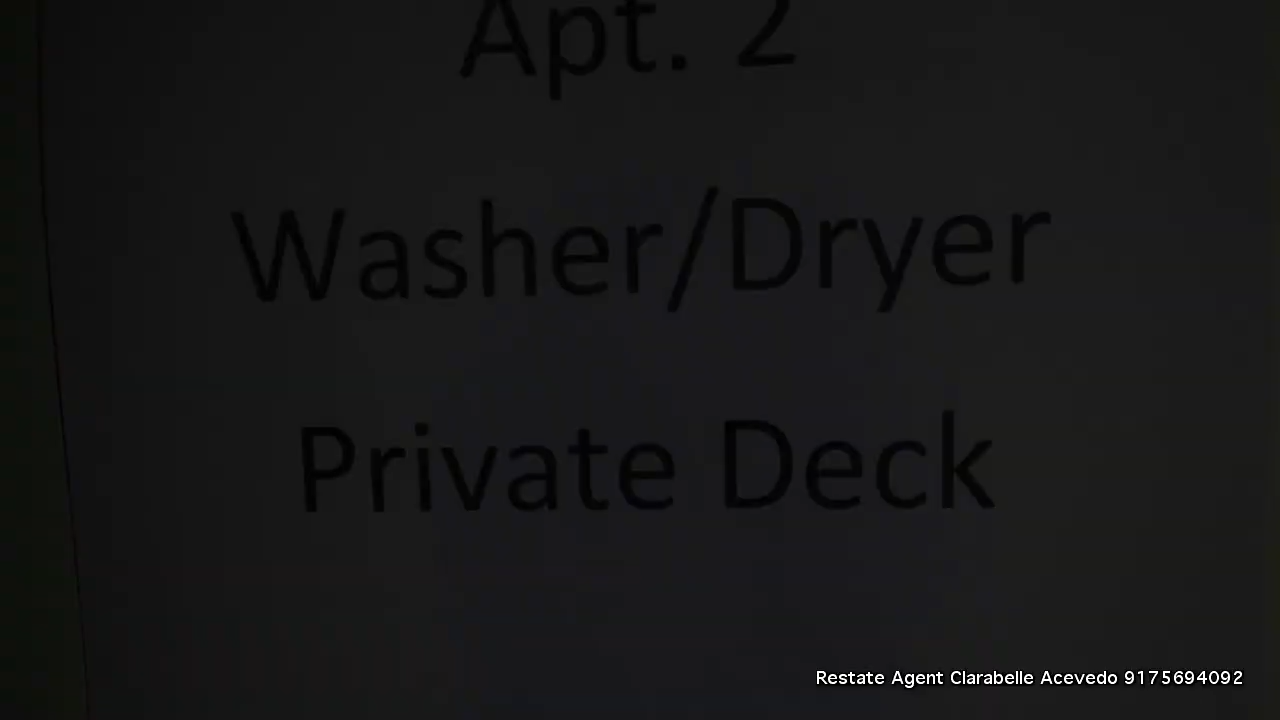 Apt. 2
Washer/Dryer
Private Deck
Restate Agent Clarabelle Acevedo 9175694092